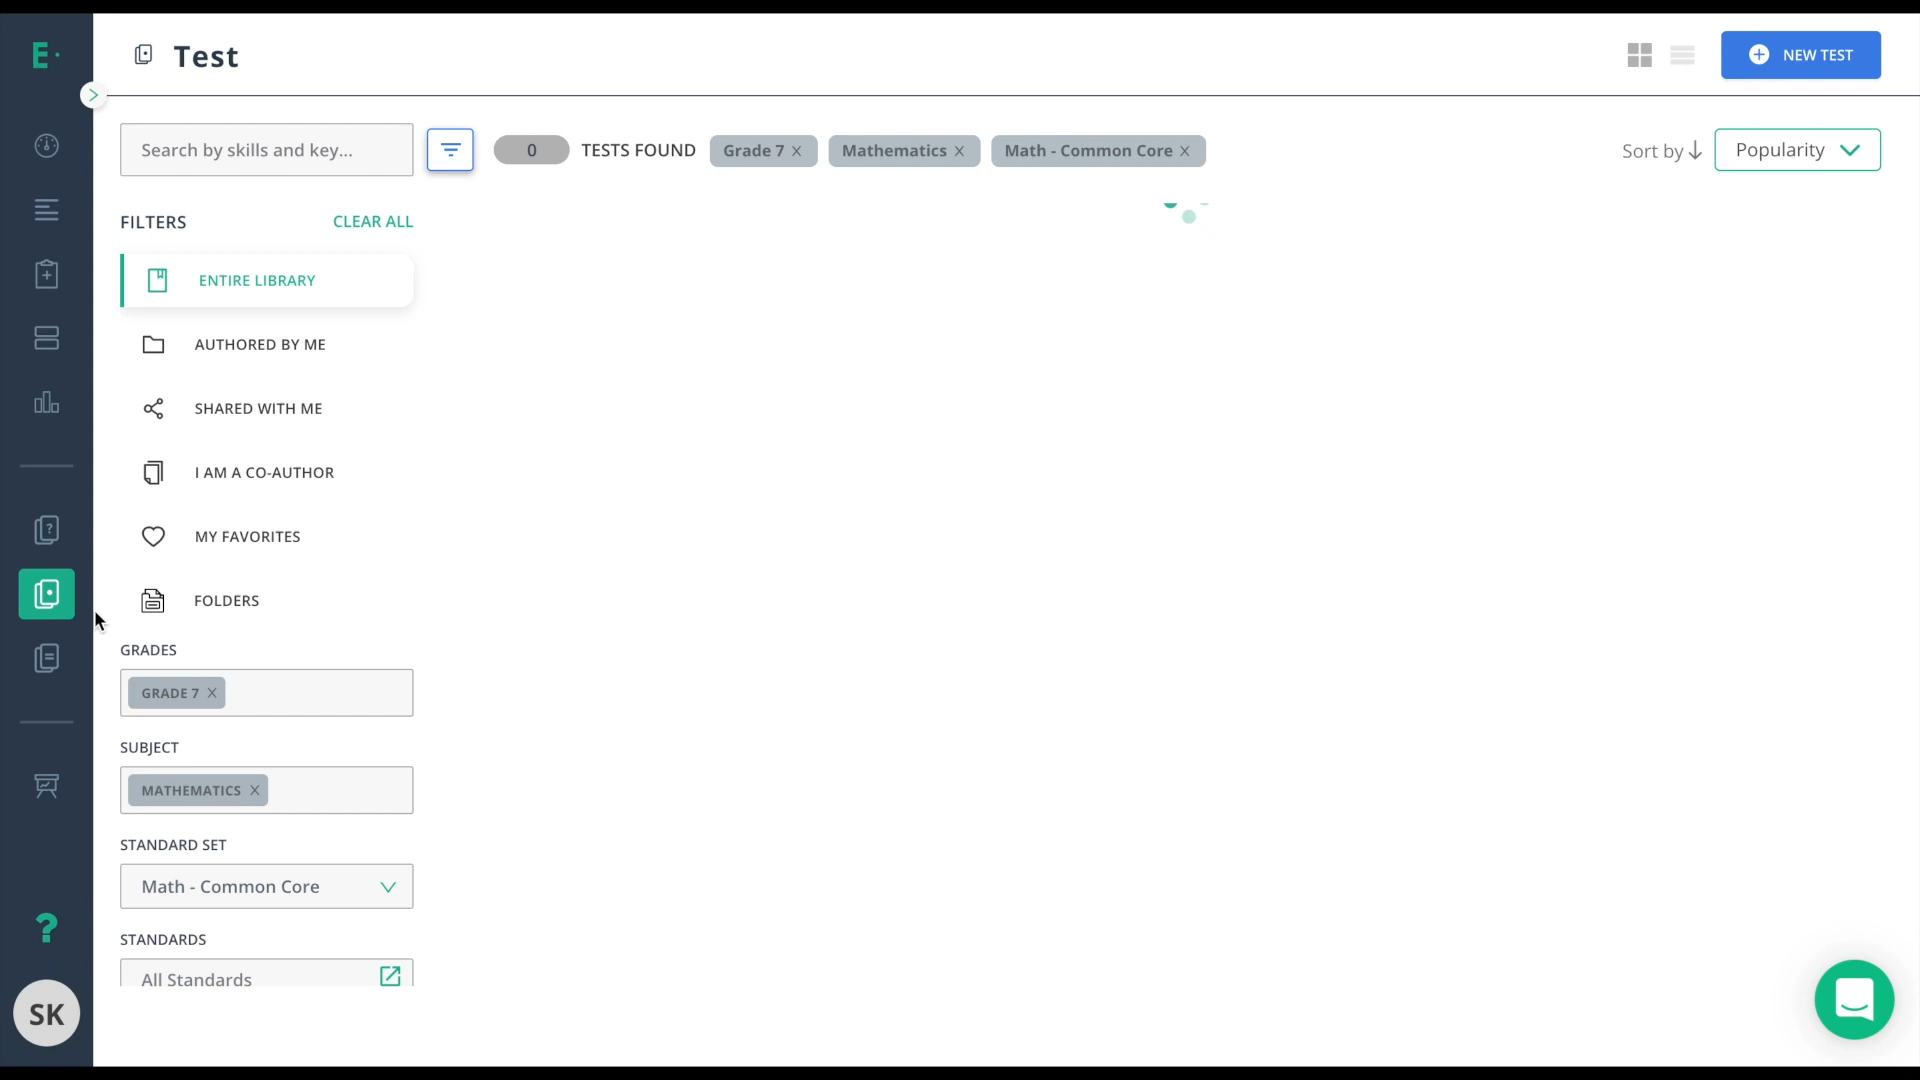 E
Test
NEW TEST
Search by skills and key...
0 TESTS FOUND Grade 7 × Mathematics × Math - Common Core ×
Sort by Popularity
FILTERS CLEAR ALL
ENTIRE LIBRARY
AUTHORED BY ME
SHARED WITH ME
I AM A CO-AUTHOR
MY FAVORITES
FOLDERS
GRADES
GRADE 7 ×
SUBJECT
MATHEMATICS ×
STANDARD SET
Math - Common Core
STANDARDS
All Standards
?
SK